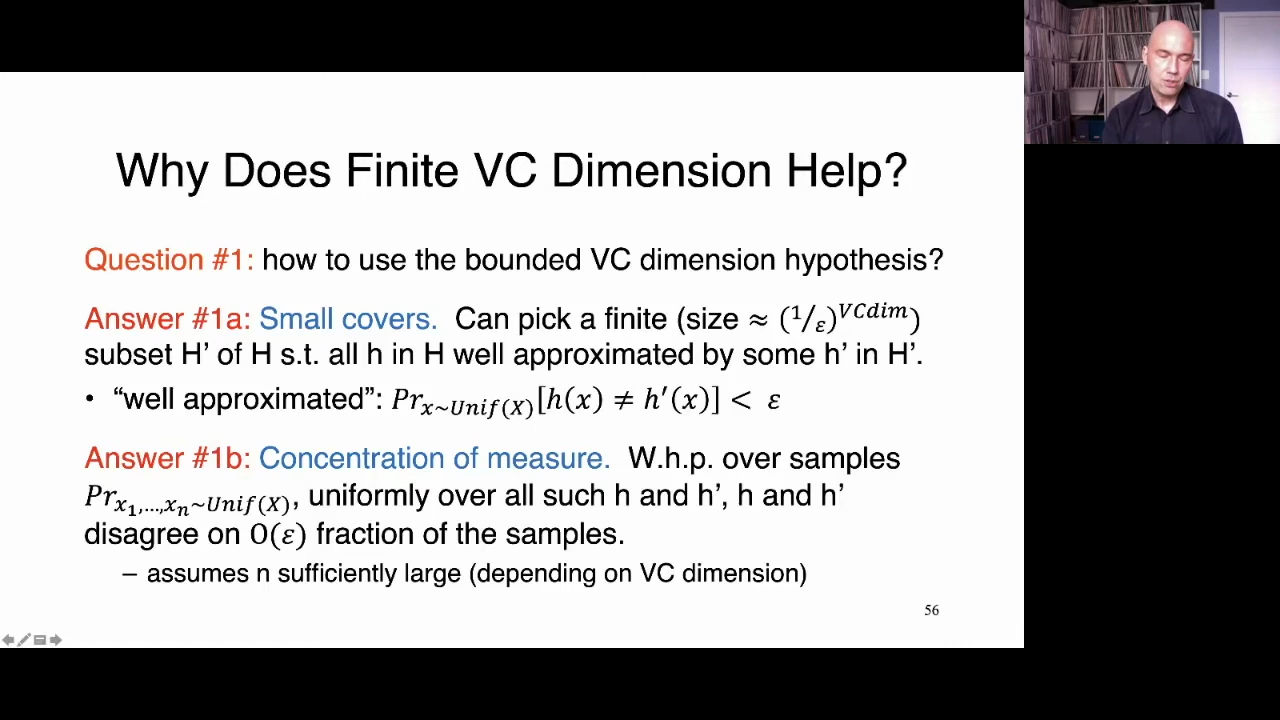 Why Does Finite VC Dimension Help?
Question #1: how to use the bounded VC dimension hypothesis?
Answer #1a: Small covers. Can pick a finite (size ≈ (1/ε)^VCdim)
subset H' of H s.t. all h in H well approximated by some h' in H'.
• “well approximated”: Pr_{x~Unif(X)}[h(x) ≠ h′(x)] < ε
Answer #1b: Concentration of measure. W.h.p. over samples
Pr_{x₁,…,xₙ~Unif(X)}, uniformly over all such h and h', h and h'
disagree on O(ε) fraction of the samples.
– assumes n sufficiently large (depending on VC dimension)
56